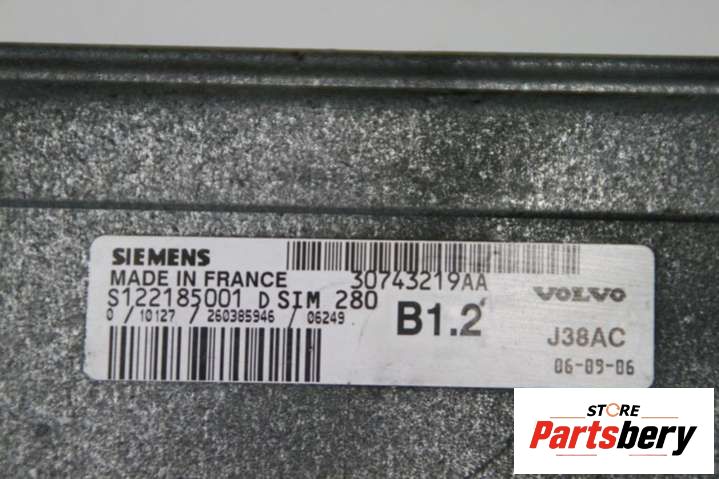 SIEMENS
MADE IN FRANCE
30743219AA
S122185001 D SIM 280
0 / 10127 / 260385946 / 06249
B1.2
VOLVO
J38AC
06-09-06
STORE
Partsbery